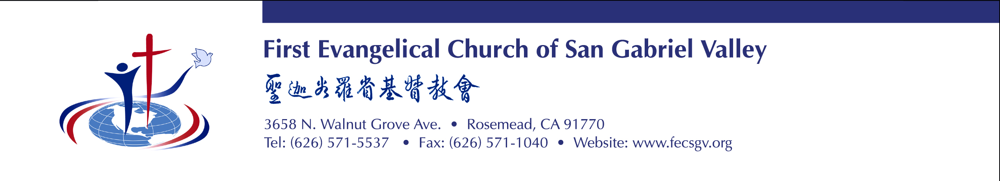 First Evangelical Church of San Gabriel Valley
聖迦谷羅省基督教會
3658 N. Walnut Grove Ave. • Rosemead, CA 91770
Tel: (626) 571-5537 • Fax: (626) 571-1040 • Website: www.fecsgv.org